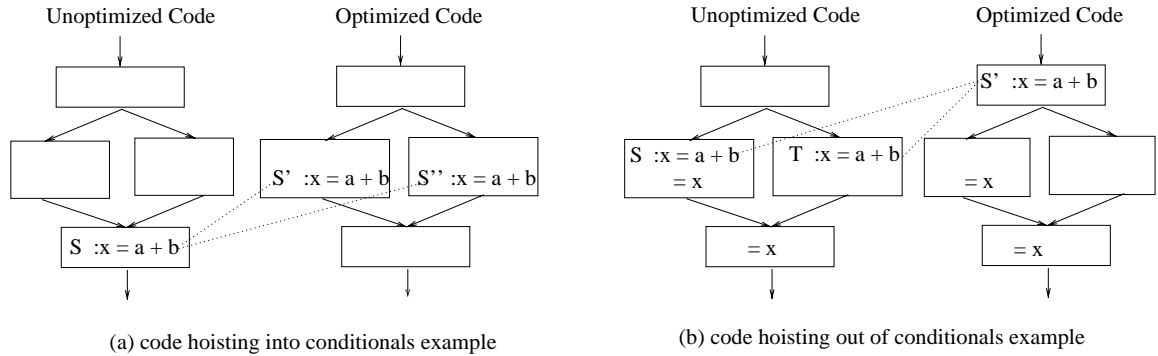 Unoptimized Code
Optimized Code
S' :x = a + b
S'' :x = a + b
S :x = a + b
(a) code hoisting into conditionals example
Unoptimized Code
Optimized Code
S' :x = a + b
S :x = a + b
= x
T :x = a + b
= x
= x
= x
(b) code hoisting out of conditionals example